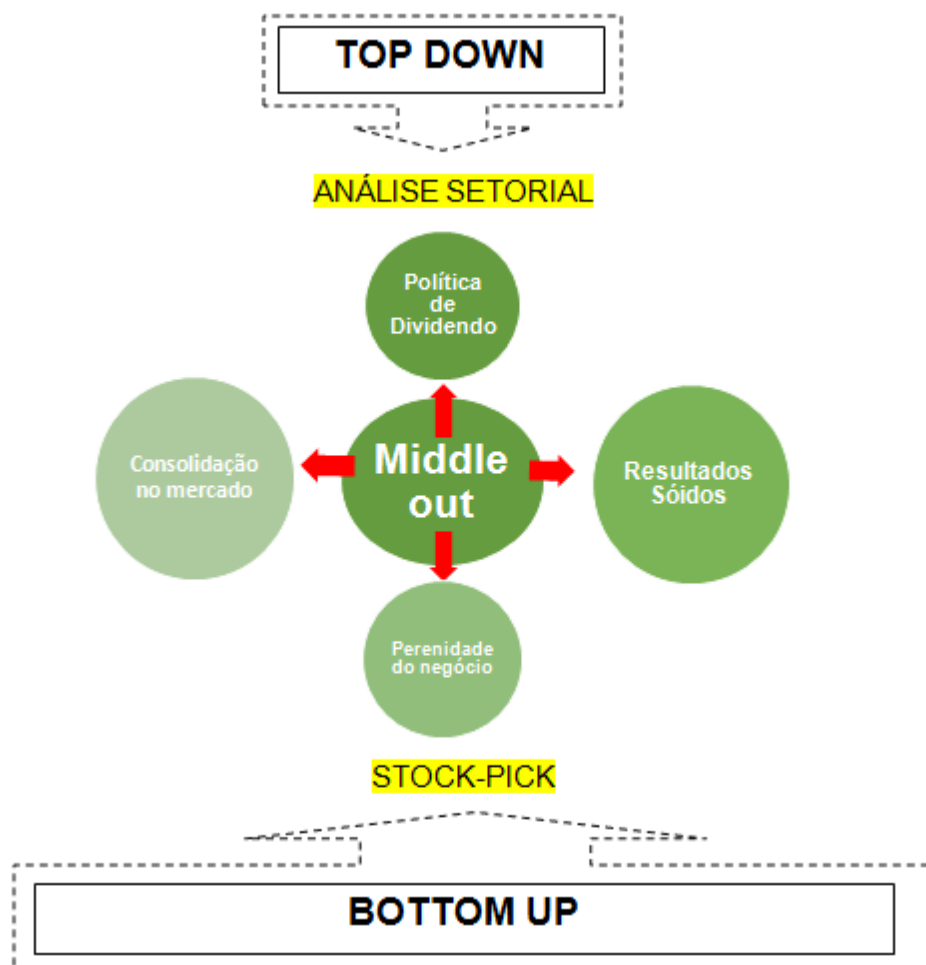 TOP DOWN
ANÁLISE SETORIAL
Política
de
Dividendo
Consolidação
no mercado
Middle
out
Resultados
Sóidos
Perenidade
do negócio
STOCK-PICK
BOTTOM UP